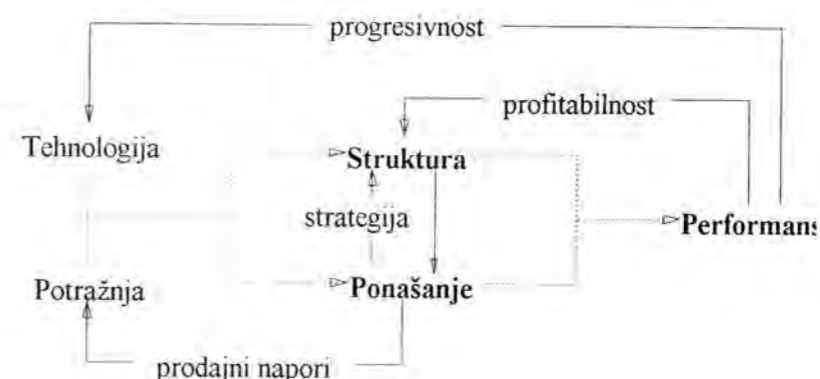 progresivnost
profitabilnost
Tehnologija
Struktura
strategija
Performans
Potražnja
Ponašanje
prodajni napori